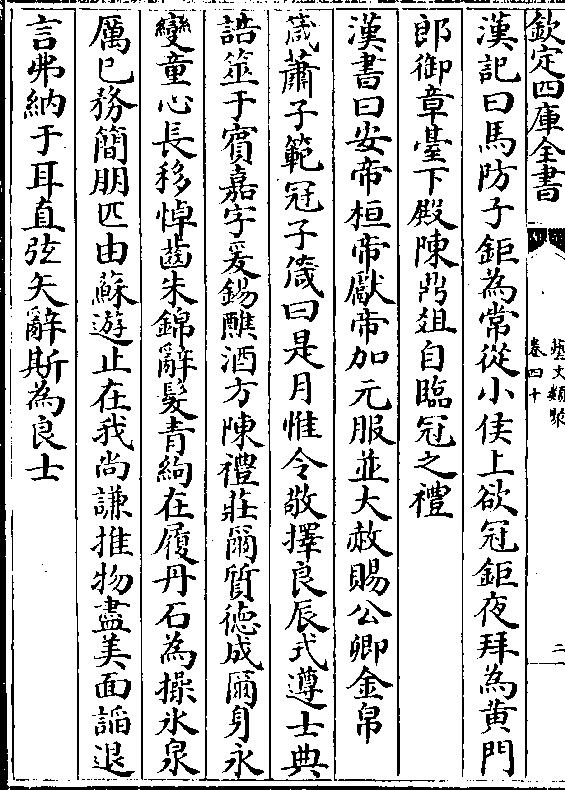 欽定四庫全書
藝文類聚
卷四十
二
漢記曰馬防子鉅為常從小侯上欲冠鉅夜拜為黄門
郎御章臺下殿陳鼎俎自臨冠之禮
漢書曰安帝桓帝獻帝加元服並大赦賜公卿金帛
箴蕭子範冠子箴曰是月惟令敬擇良辰式遵士典
誥筮于賓嘉字爰錫醮酒方陳禮莊爾質德成爾身永
變童心長移悼齒朱錦辭髮青絇在履丹石為操氷泉
厲已務簡朋匹由蘇遊止在我尚謙推物盡美面謟退
言弗納于耳直弦矢辭斯為良士